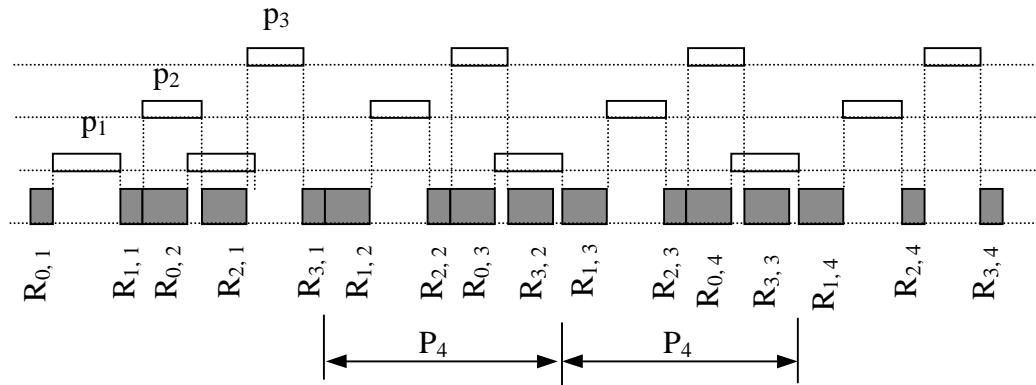 p3
p2
p1
R0, 1
R1, 1
R0, 2
R2, 1
R3, 1
R1, 2
R2, 2
R0, 3
R3, 2
R1, 3
R2, 3
R0, 4
R3, 3
R1, 4
R2, 4
R3, 4
P4
P4